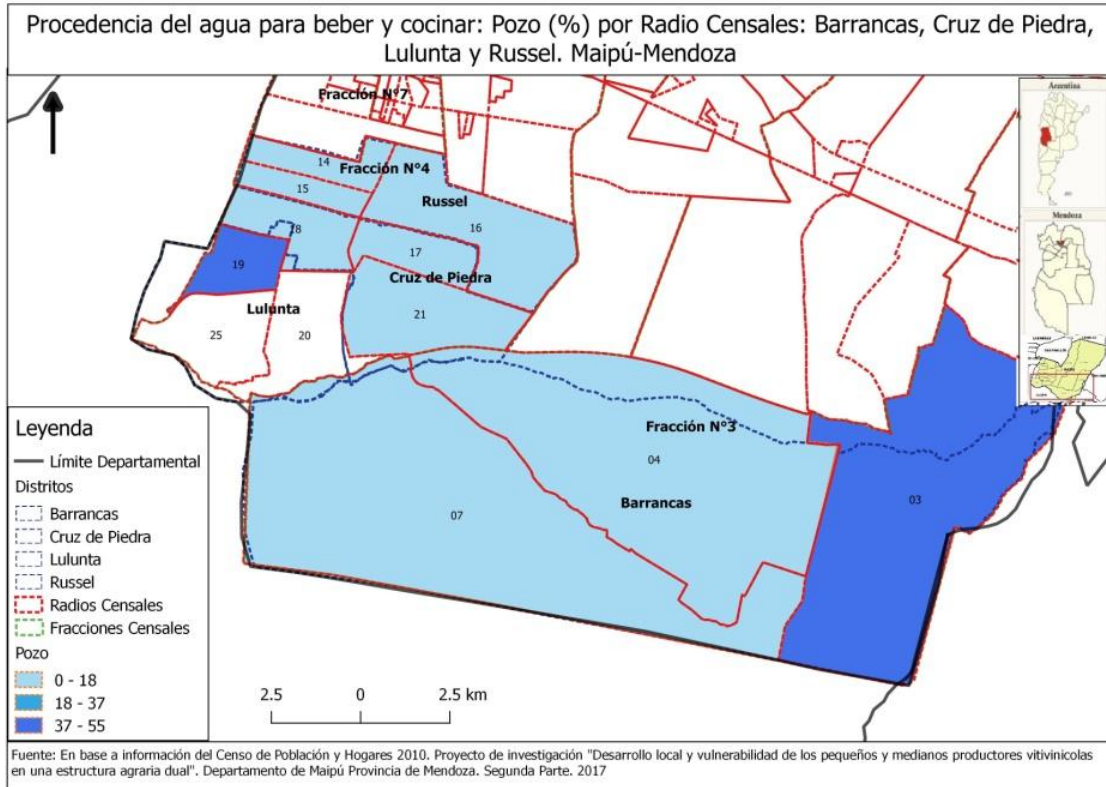 Procedencia del agua para beber y cocinar: Pozo (%) por Radio Censales: Barrancas, Cruz de Piedra,
Lulunta y Russel. Maipú-Mendoza
Fracción N°7
Argentina
14
Fracción N°4
15
Russel
16
18
17
Mendoza
19
Cruz de Piedra
Lulunta
21
25
20
Fracción N°3
04
03
Barrancas
07
Leyenda
Límite Departamental
Distritos
Barrancas
Cruz de Piedra
Lulunta
Russel
Radios Censales
Fracciones Censales
Pozo
0 - 18
18 - 37
37 - 55
2.5 0 2.5 km
Fuente: En base a información del Censo de Población y Hogares 2010. Proyecto de investigación "Desarrollo local y vulnerabilidad de los pequeños y medianos productores vitivinicolas
en una estructura agraria dual". Departamento de Maipú Provincia de Mendoza. Segunda Parte. 2017